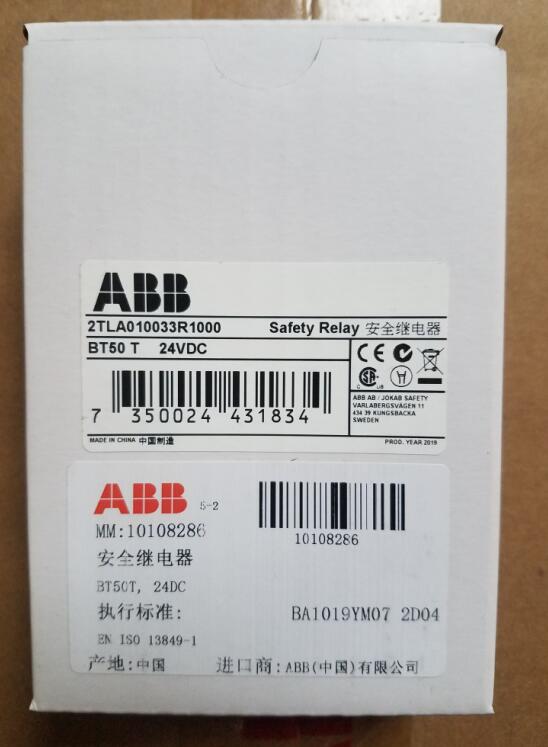 ABB
2TLA010033R1000 Safety Relay 安全继电器
BT50 T 24VDC
CE
ABB AB / JOKAB SAFETY
VARLABERGSVÄGEN 11
434 39 KUNGSBACKA
SWEDEN
7 350024 431834
MADE IN CHINA 中国制造 PROD. YEAR 2019
ABB 5-2
MM:10108286
10108286
安全继电器
BT50T, 24DC
执行标准: BA1019YM07 2D04
EN ISO 13849-1
产地:中国 进口商:ABB(中国)有限公司